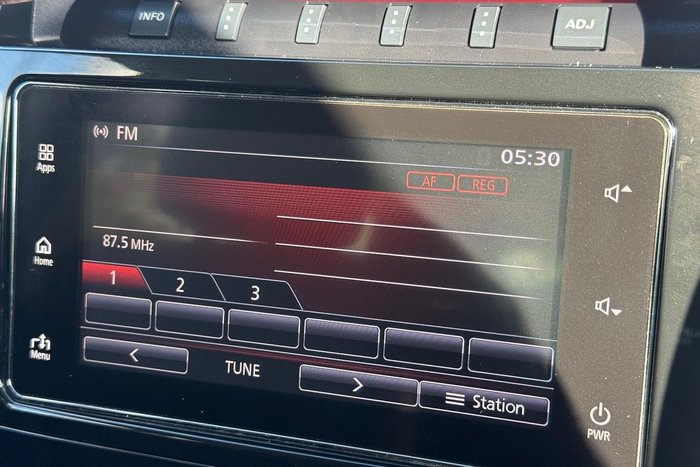 INFO
ADJ
FM
05:30
Apps
AF REG
87.5 MHz
Home
1 2 3
Menu
< TUNE > Station
PWR